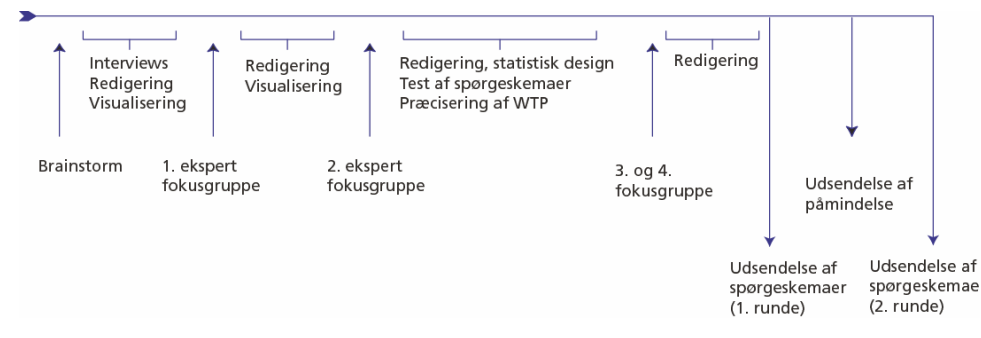 Interviews
Redigering
Visualisering
Redigering
Visualisering
Redigering, statistisk design
Test af spørgeskemaer
Præcisering af WTP
Redigering
Brainstorm
1. ekspert
fokusgruppe
2. ekspert
fokusgruppe
3. og 4.
fokusgruppe
Udsendelse af
påmindelse
Udsendelse af
spørgeskemaer
(1. runde)
Udsendelse af
spørgeskemae
(2. runde)